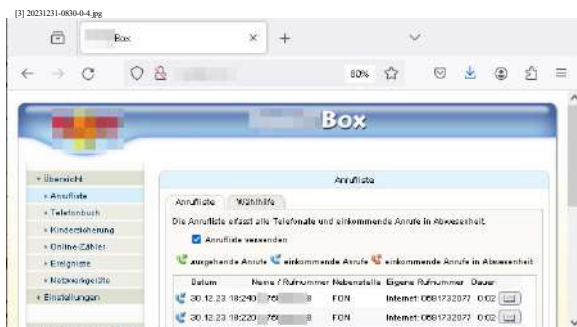 [3] 20231231-0830-0-4.jpg
Box
80%
Box
Übersicht
Anrufliste
Telefonbuch
Kindersicherung
Online-Zähler
Ereignisse
Netzwerkgeräte
Einstellungen
Anrufliste
Anrufliste Wählhilfe
Die Anrufliste erfasst alle Telefonate und einkommende Anrufe in Abwesenheit.
Anrufliste verwenden
ausgehende Anrufe einkommende Anrufe einkommende Anrufe in Abwesenheit
Datum Name / Rufnummer Nebenstelle Eigene Rufnummer Dauer
30.12.23 18:24 FON Internet: 0681732077 0:02
30.12.23 18:22 FON Internet: 0681732077 0:02